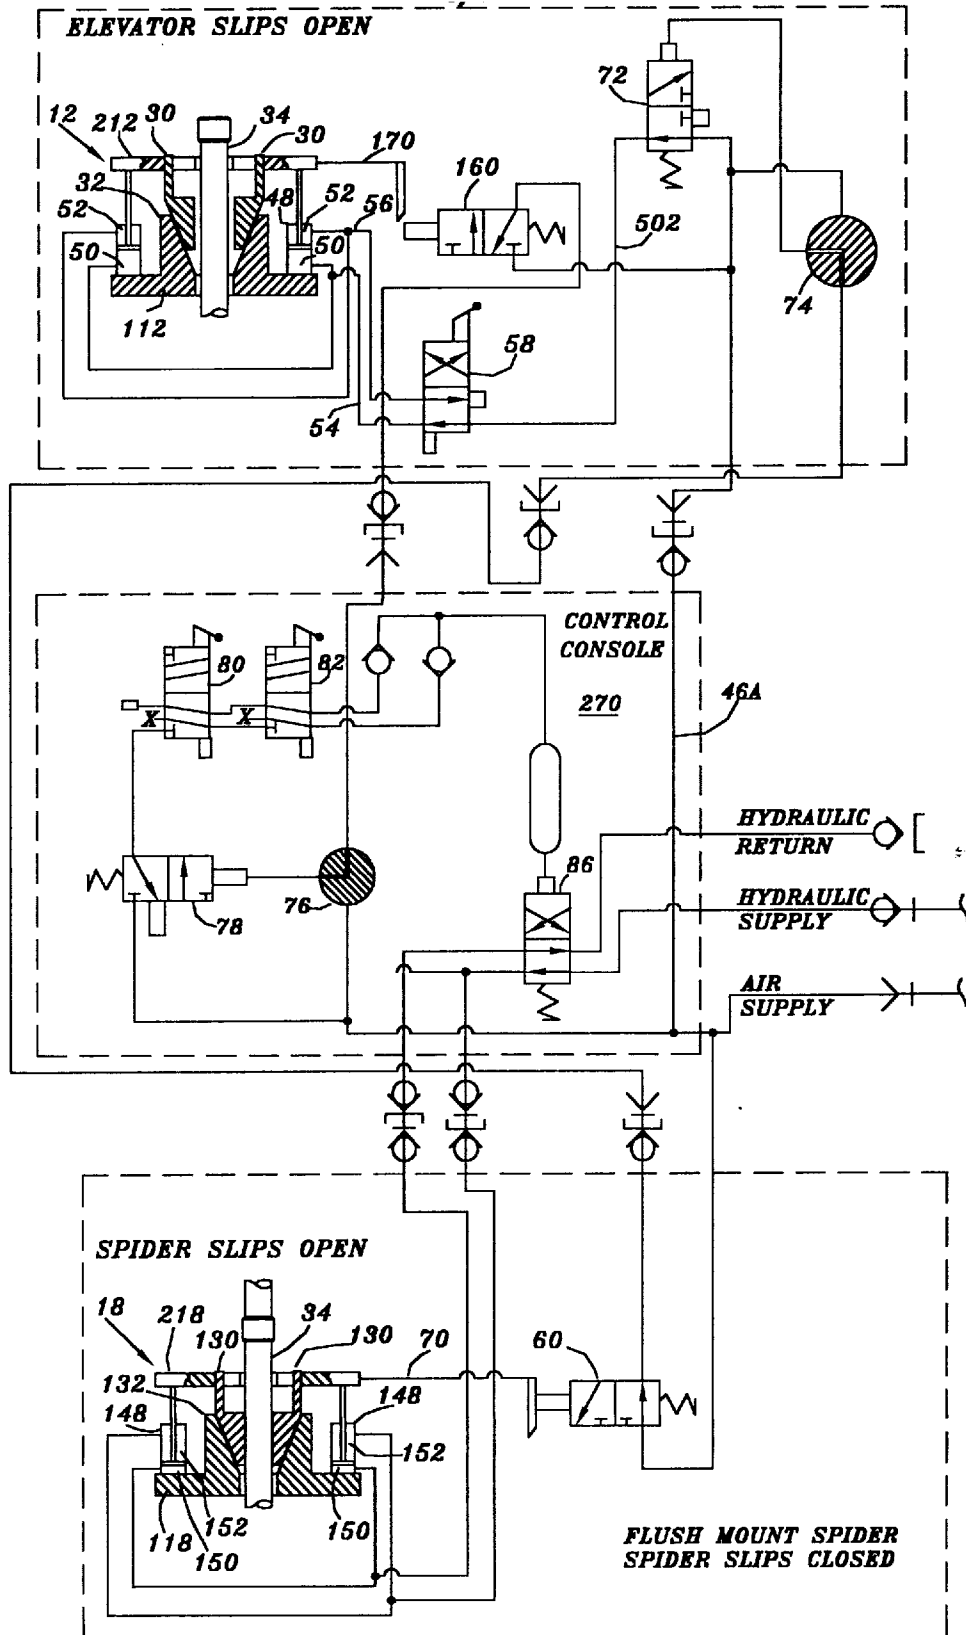 ELEVATOR SLIPS OPEN
72
12
212
30
34
30
170
160
32
48
52
52
56
502
50
50
74
112
58
54
CONTROL
CONSOLE
80
82
270
46A
X
X
HYDRAULIC
RETURN
86
76
78
HYDRAULIC
SUPPLY
AIR
SUPPLY
SPIDER SLIPS OPEN
18
218
34
130
130
70
60
132
148
148
152
152
118
150
150
FLUSH MOUNT SPIDER
SPIDER SLIPS CLOSED